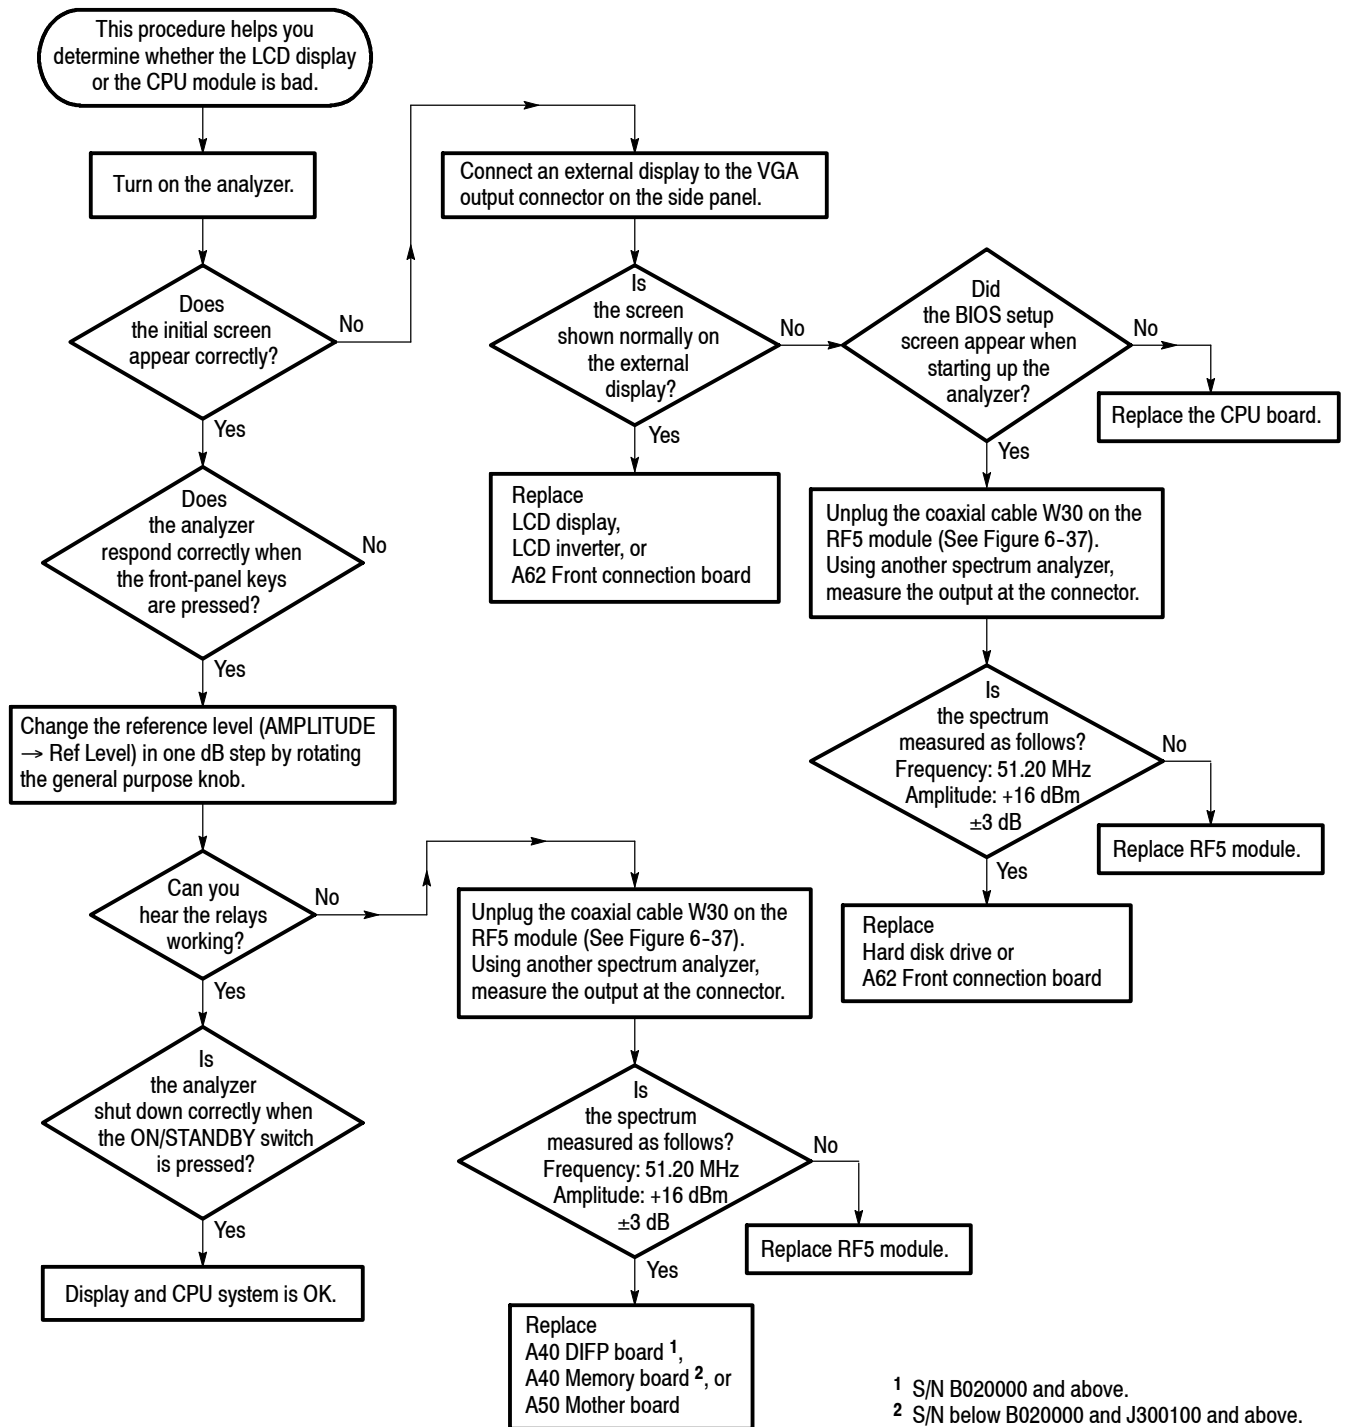 This procedure helps you
determine whether the LCD display
or the CPU module is bad.
Turn on the analyzer.
Does
the initial screen
appear correctly?
No
Yes
Does
the analyzer
respond correctly when
the front-panel keys
are pressed?
No
Yes
Change the reference level (AMPLITUDE
→ Ref Level) in one dB step by rotating
the general purpose knob.
Can you
hear the relays
working?
No
Yes
Is
the analyzer
shut down correctly when
the ON/STANDBY switch
is pressed?
Yes
Display and CPU system is OK.
Connect an external display to the VGA
output connector on the side panel.
Is
the screen
shown normally on
the external
display?
No
Yes
Replace
LCD display,
LCD inverter, or
A62 Front connection board
Did
the BIOS setup
screen appear when
starting up the
analyzer?
No
Replace the CPU board.
Yes
Unplug the coaxial cable W30 on the
RF5 module (See Figure 6-37).
Using another spectrum analyzer,
measure the output at the connector.
Is
the spectrum
measured as follows?
Frequency: 51.20 MHz
Amplitude: +16 dBm
±3 dB
No
Replace RF5 module.
Yes
Replace
Hard disk drive or
A62 Front connection board
Unplug the coaxial cable W30 on the
RF5 module (See Figure 6-37).
Using another spectrum analyzer,
measure the output at the connector.
Is
the spectrum
measured as follows?
Frequency: 51.20 MHz
Amplitude: +16 dBm
±3 dB
No
Replace RF5 module.
Yes
Replace
A40 DIFP board 1,
A40 Memory board 2, or
A50 Mother board
1 S/N B020000 and above.
2 S/N below B020000 and J300100 and above.